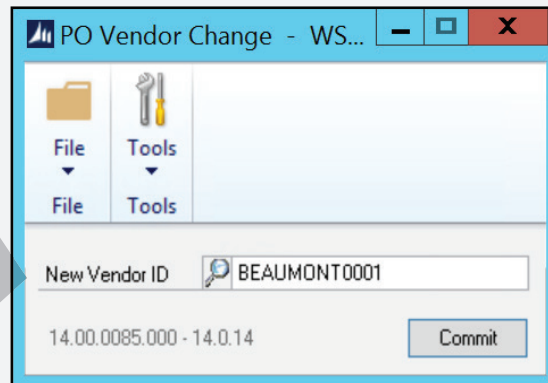 PO Vendor Change - WS...
File Tools
File Tools
New Vendor ID BEAUMONT0001
14.00.0085.000 - 14.0.14 Commit